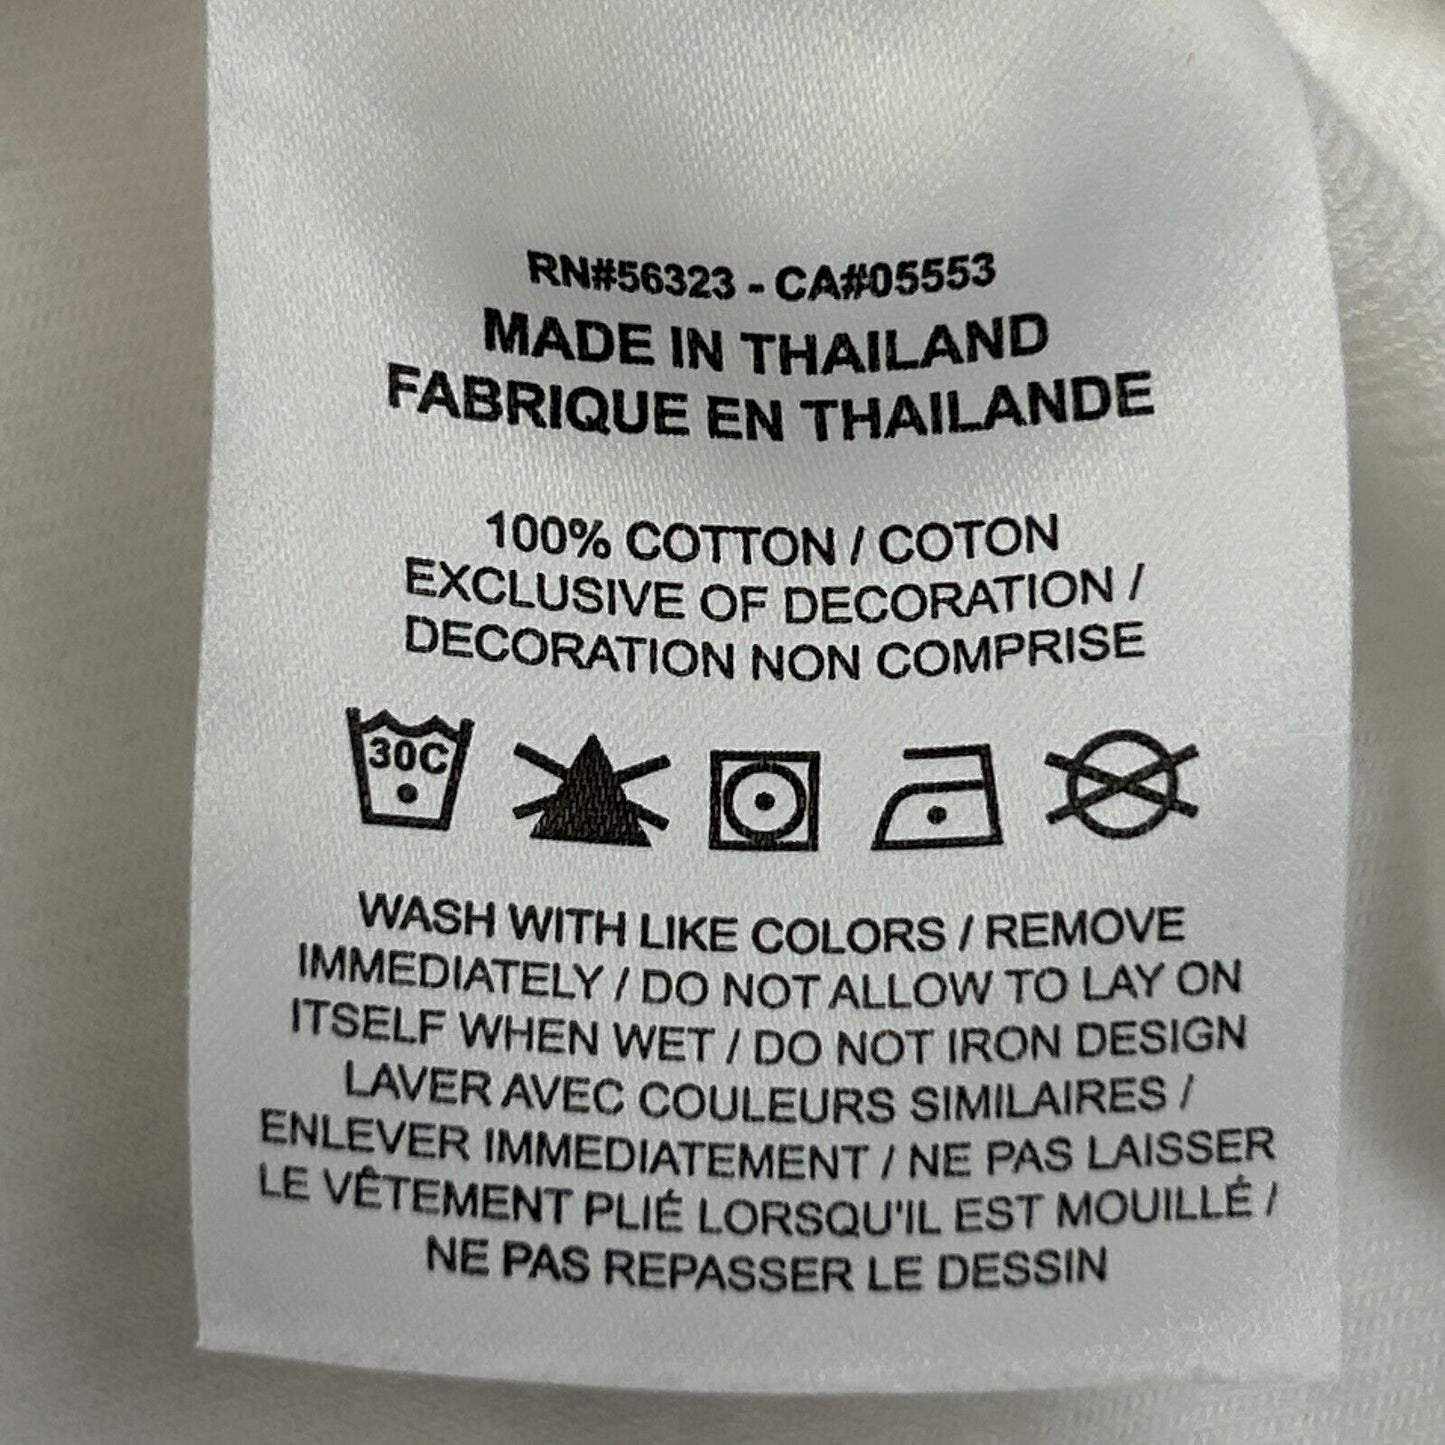 RN#56323 - CA#05553
MADE IN THAILAND
FABRIQUE EN THAILANDE
100% COTTON / COTON
EXCLUSIVE OF DECORATION /
DECORATION NON COMPRISE
30C
WASH WITH LIKE COLORS / REMOVE
IMMEDIATELY / DO NOT ALLOW TO LAY ON
ITSELF WHEN WET / DO NOT IRON DESIGN
LAVER AVEC COULEURS SIMILAIRES /
ENLEVER IMMEDIATEMENT / NE PAS LAISSER
LE VÊTEMENT PLIÉ LORSQU'IL EST MOUILLÉ /
NE PAS REPASSER LE DESSIN